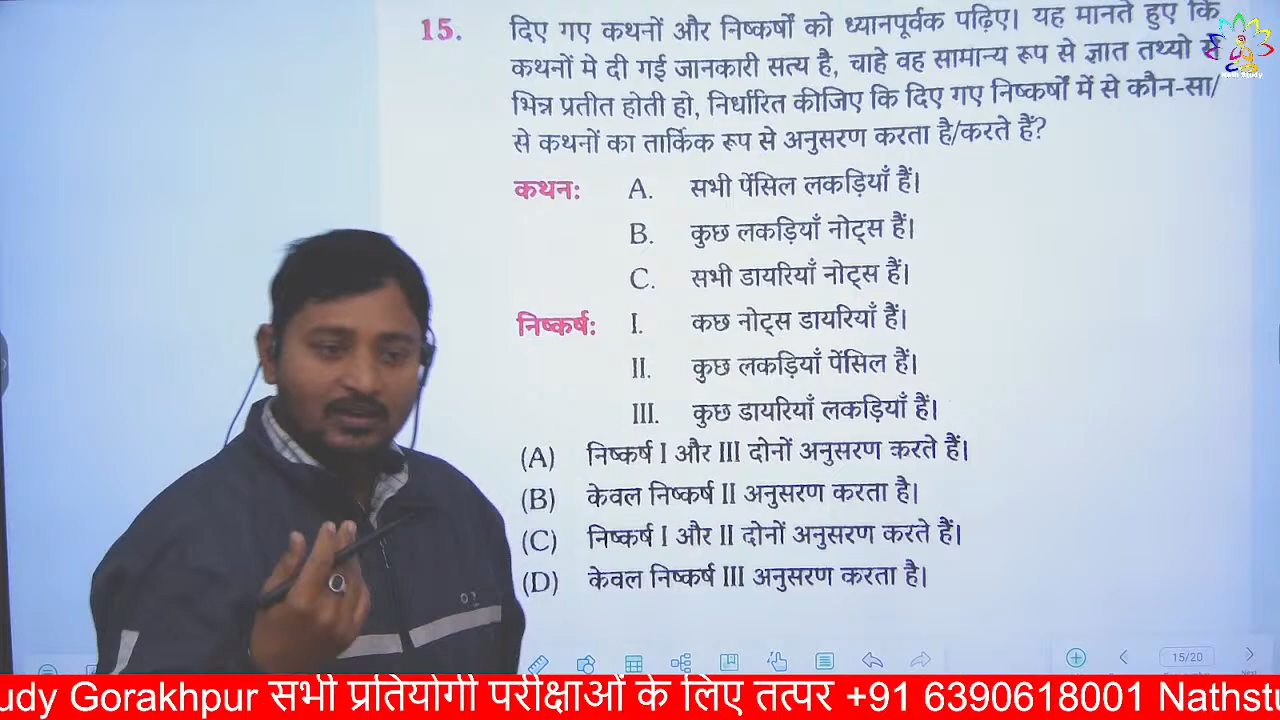 15. दिए गए कथनों और निष्कर्षों को ध्यानपूर्वक पढ़िए। यह मानते हुए कि
कथनों मे दी गई जानकारी सत्य है, चाहे वह सामान्य रूप से ज्ञात तथ्यो से
भिन्न प्रतीत होती हो, निर्धारित कीजिए कि दिए गए निष्कर्षों में से कौन-सा/
से कथनों का तार्किक रूप से अनुसरण करता है/करते हैं?
कथन: A. सभी पेंसिल लकड़ियाँ हैं।
B. कुछ लकड़ियाँ नोट्स हैं।
C. सभी डायरियाँ नोट्स हैं।
निष्कर्ष: I. कछ नोट्स डायरियाँ हैं।
II. कुछ लकड़ियाँ पेंसिल हैं।
III. कुछ डायरियाँ लकड़ियाँ हैं।
(A) निष्कर्ष I और III दोनों अनुसरण करते हैं।
(B) केवल निष्कर्ष II अनुसरण करता है।
(C) निष्कर्ष I और II दोनों अनुसरण करते हैं।
(D) केवल निष्कर्ष III अनुसरण करता है।
15/20
udy Gorakhpur सभी प्रतियोगी परीक्षाओं के लिए तत्पर +91 6390618001 Nathstu